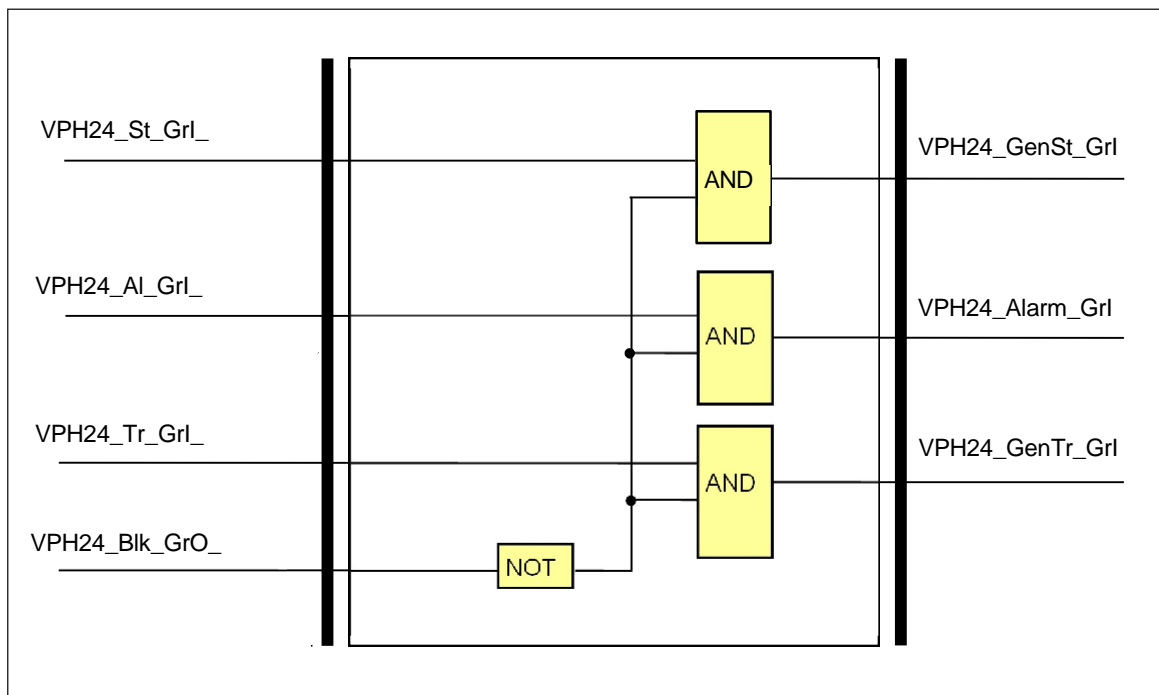 VPH24_St_GrI_
AND
VPH24_GenSt_GrI
VPH24_Al_GrI_
AND
VPH24_Alarm_GrI
VPH24_Tr_GrI_
AND
VPH24_GenTr_GrI
VPH24_Blk_GrO_
NOT